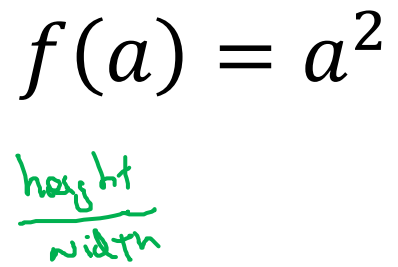 f(a) = a²
height
width